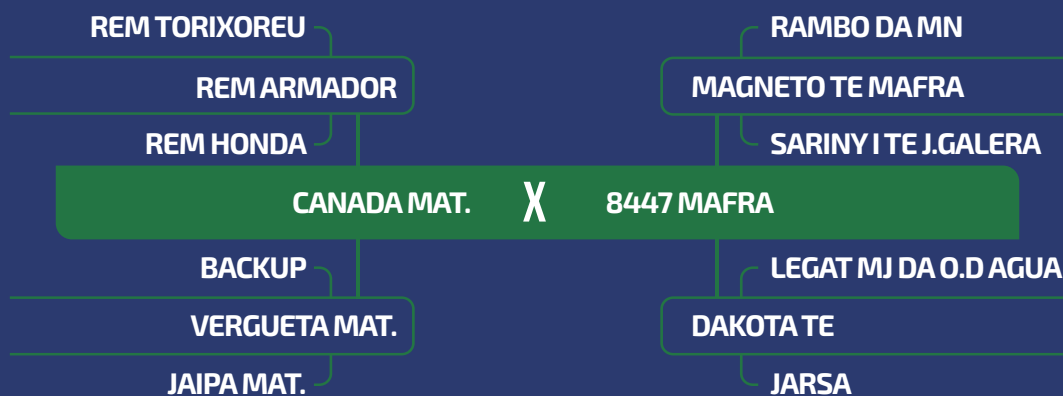 REM TORIXOREU
RAMBO DA MN
REM ARMADOR
MAGNETO TE MAFRA
REM HONDA
SARINY I TE J.GALERA
CANADA MAT. X 8447 MAFRA
BACKUP
LEGAT MJ DA O.D AGUA
VERGUETA MAT.
DAKOTA TE
JAIPA MAT.
JARSA